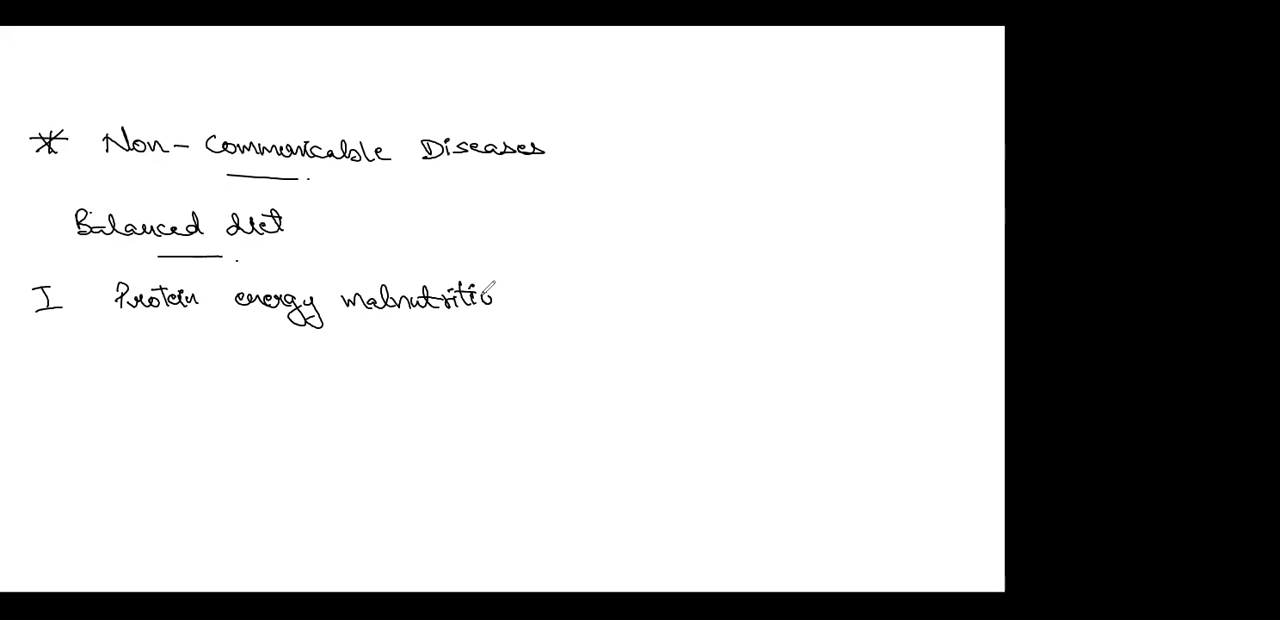 * Non-Communicable Diseases
Balanced diet
I Protein energy malnutritio